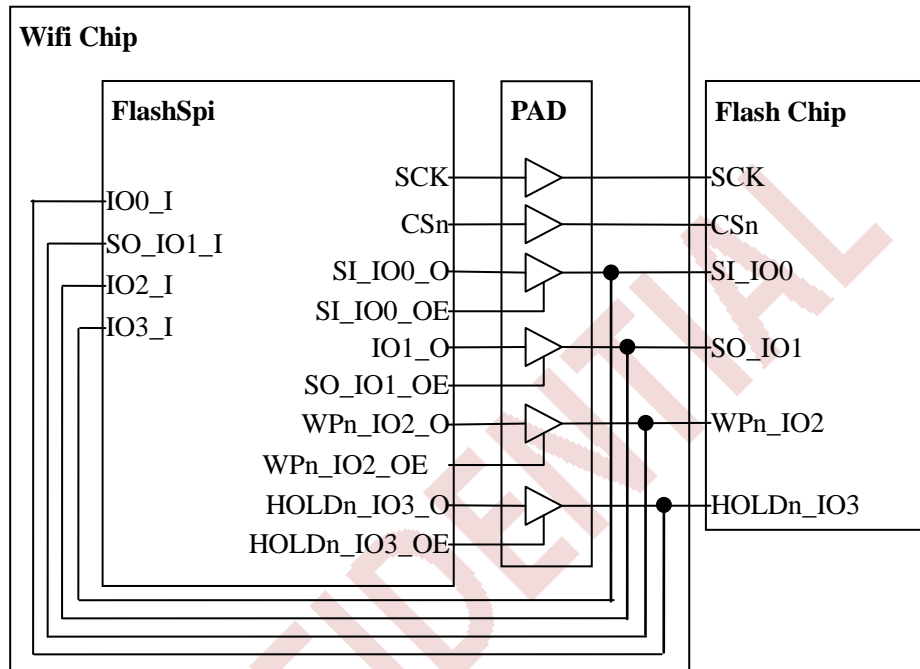 Wifi Chip
FlashSpi
PAD
Flash Chip
IO0_I
SO_IO1_I
IO2_I
IO3_I
SCK
CSn
SI_IO0_O
SI_IO0_OE
IO1_O
SO_IO1_OE
WPn_IO2_O
WPn_IO2_OE
HOLDn_IO3_O
HOLDn_IO3_OE
SCK
CSn
SI_IO0
SO_IO1
WPn_IO2
HOLDn_IO3
FIDENTIAL